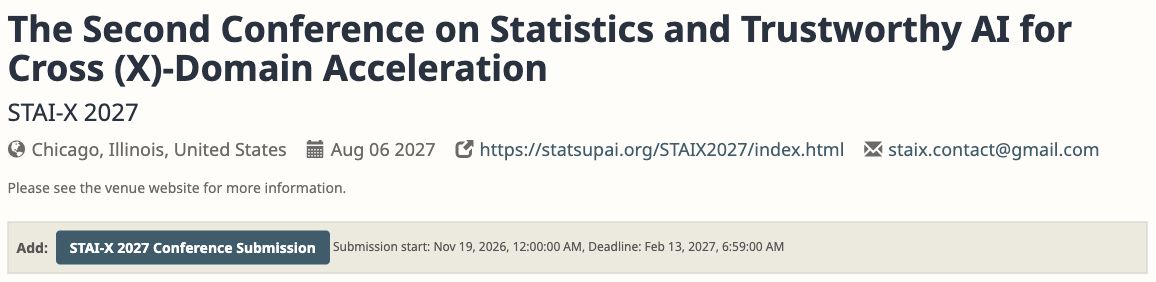 The Second Conference on Statistics and Trustworthy AI for
Cross (X)-Domain Acceleration
STAI-X 2027
Chicago, Illinois, United States Aug 06 2027 https://statsupai.org/STAIX2027/index.html staix.contact@gmail.com
Please see the venue website for more information.
Add: STAI-X 2027 Conference Submission Submission start: Nov 19, 2026, 12:00:00 AM, Deadline: Feb 13, 2027, 6:59:00 AM